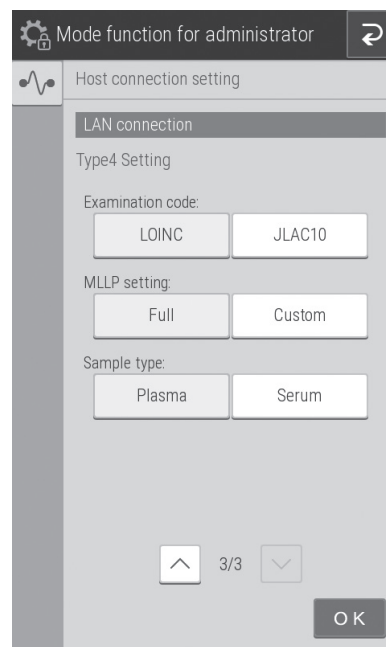 Mode function for administrator
Host connection setting
LAN connection
Type4 Setting
Examination code:
LOINC JLAC10
MLLP setting:
Full Custom
Sample type:
Plasma Serum
3/3
OK